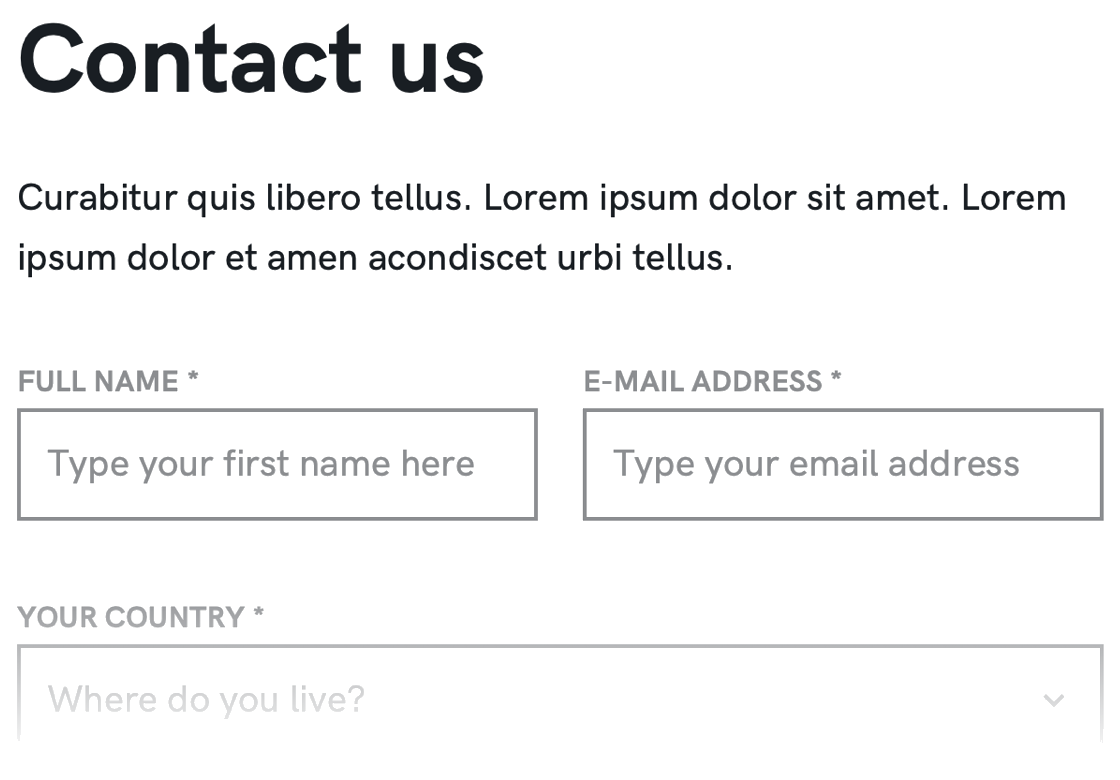 Contact us
Curabitur quis libero tellus. Lorem ipsum dolor sit amet. Lorem
ipsum dolor et amen acondiscet urbi tellus.
FULL NAME *
E-MAIL ADDRESS *
Type your first name here
Type your email address
YOUR COUNTRY *
Where do you live?